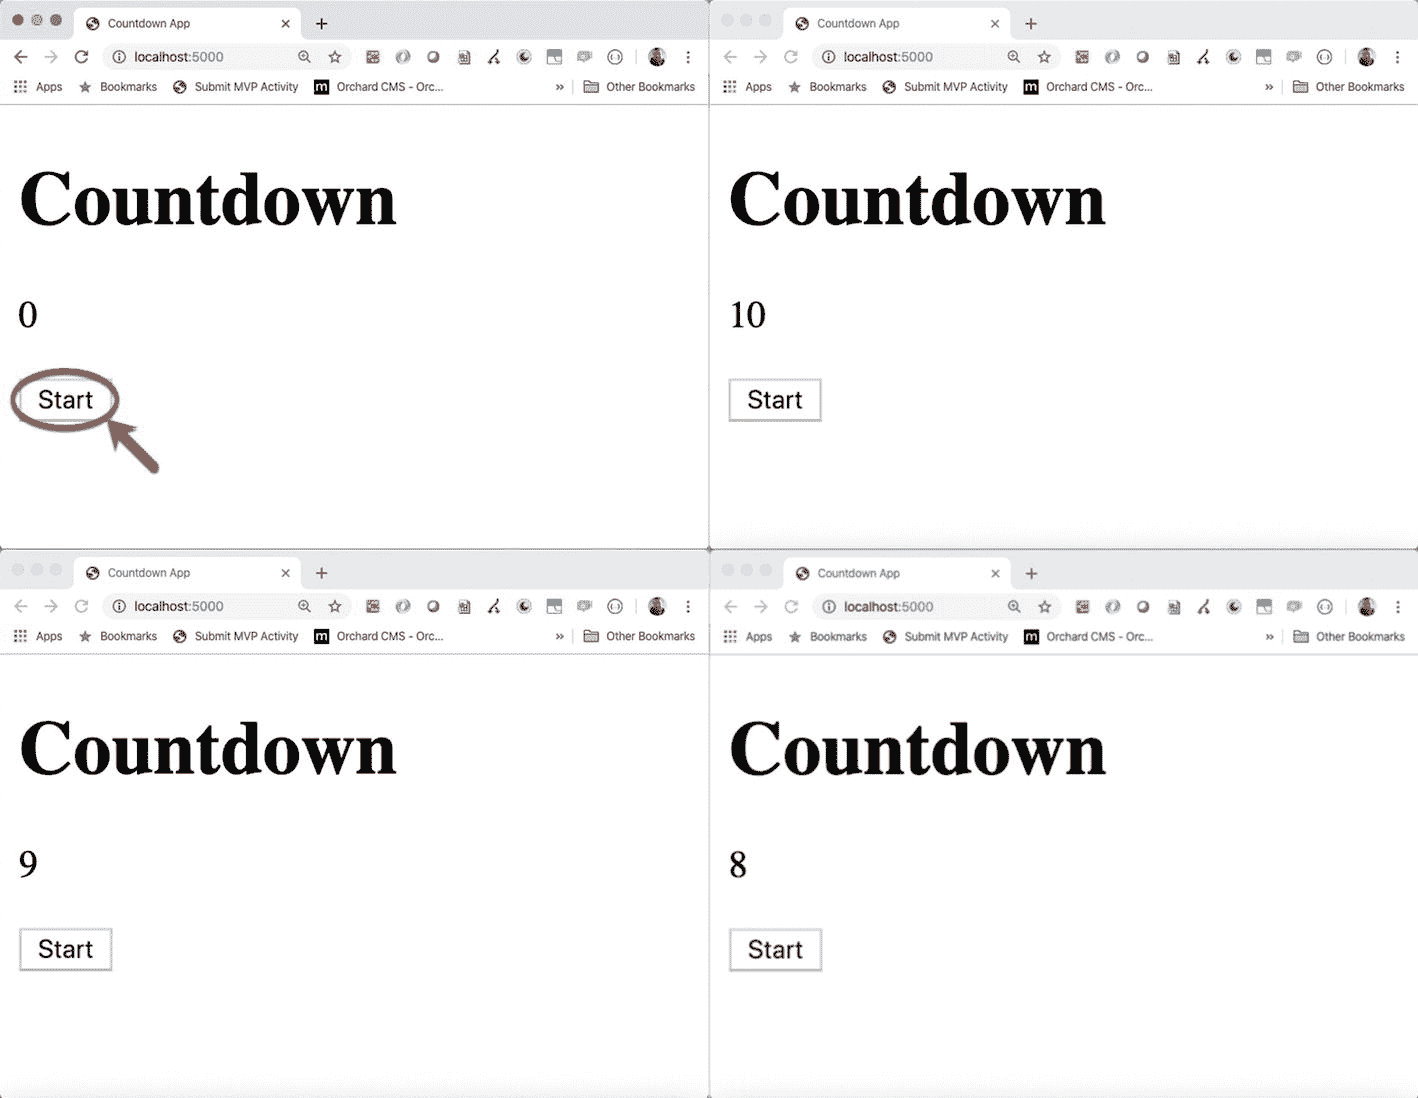 Countdown App
localhost:5000
Apps Bookmarks Submit MVP Activity m Orchard CMS - Orc... » Other Bookmarks
Countdown
0
Start
Countdown App
localhost:5000
Apps Bookmarks Submit MVP Activity m Orchard CMS - Orc... » Other Bookmarks
Countdown
10
Start
Countdown App
localhost:5000
Apps Bookmarks Submit MVP Activity m Orchard CMS - Orc... » Other Bookmarks
Countdown
9
Start
Countdown App
localhost:5000
Apps Bookmarks Submit MVP Activity m Orchard CMS - Orc... » Other Bookmarks
Countdown
8
Start